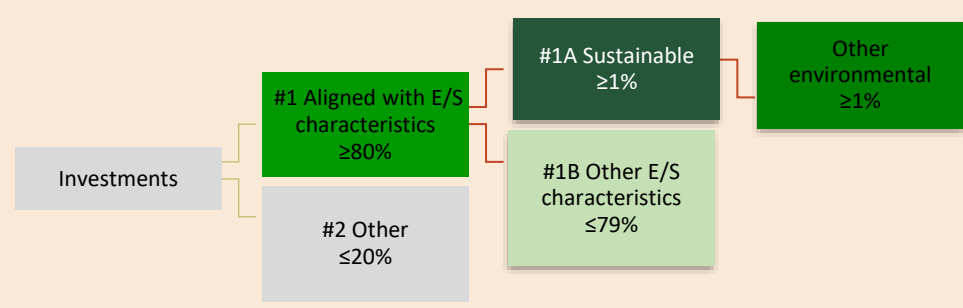 Investments
#1 Aligned with E/S
characteristics
≥80%
#2 Other
≤20%
#1A Sustainable
≥1%
#1B Other E/S
characteristics
≤79%
Other
environmental
≥1%